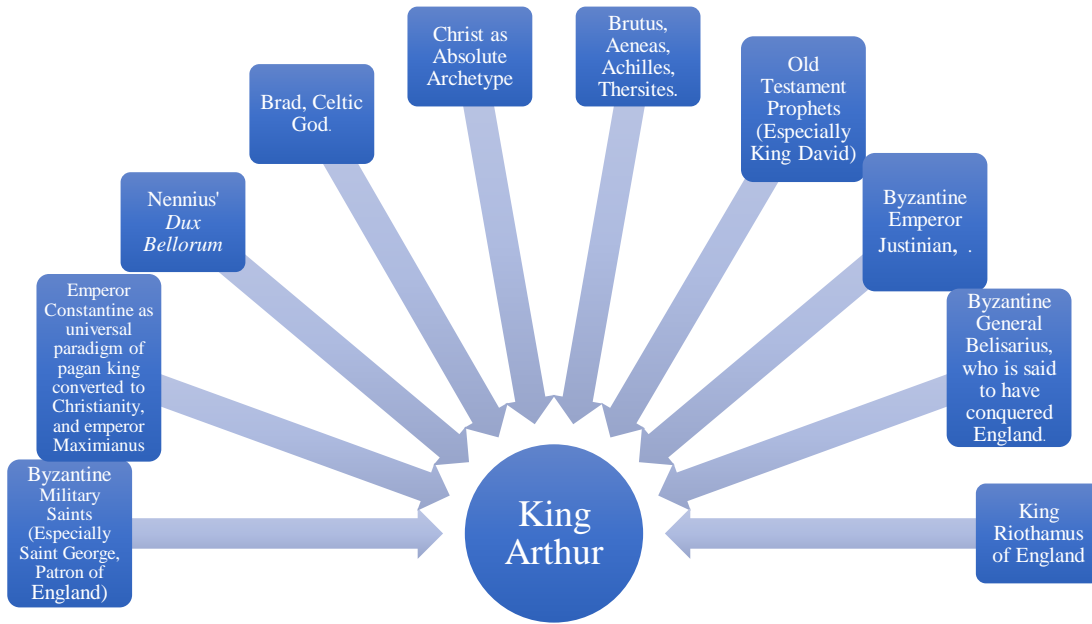 Christ as
Absolute
Archetype
Brutus,
Aeneas,
Achilles,
Thersites.
Old
Testament
Prophets
(Especially
King David)
Brad, Celtic
God.
Byzantine
Emperor
Justinian, .
Nennius'
Dux
Bellorum
Emperor
Constantine as
universal
paradigm of
pagan king
converted to
Christianity,
and emperor
Maximianus
Byzantine
General
Belisarius,
who is said
to have
conquered
England.
Byzantine
Military
Saints
(Especially
Saint George,
Patron of
England)
King
Arthur
King
Riothamus
of England